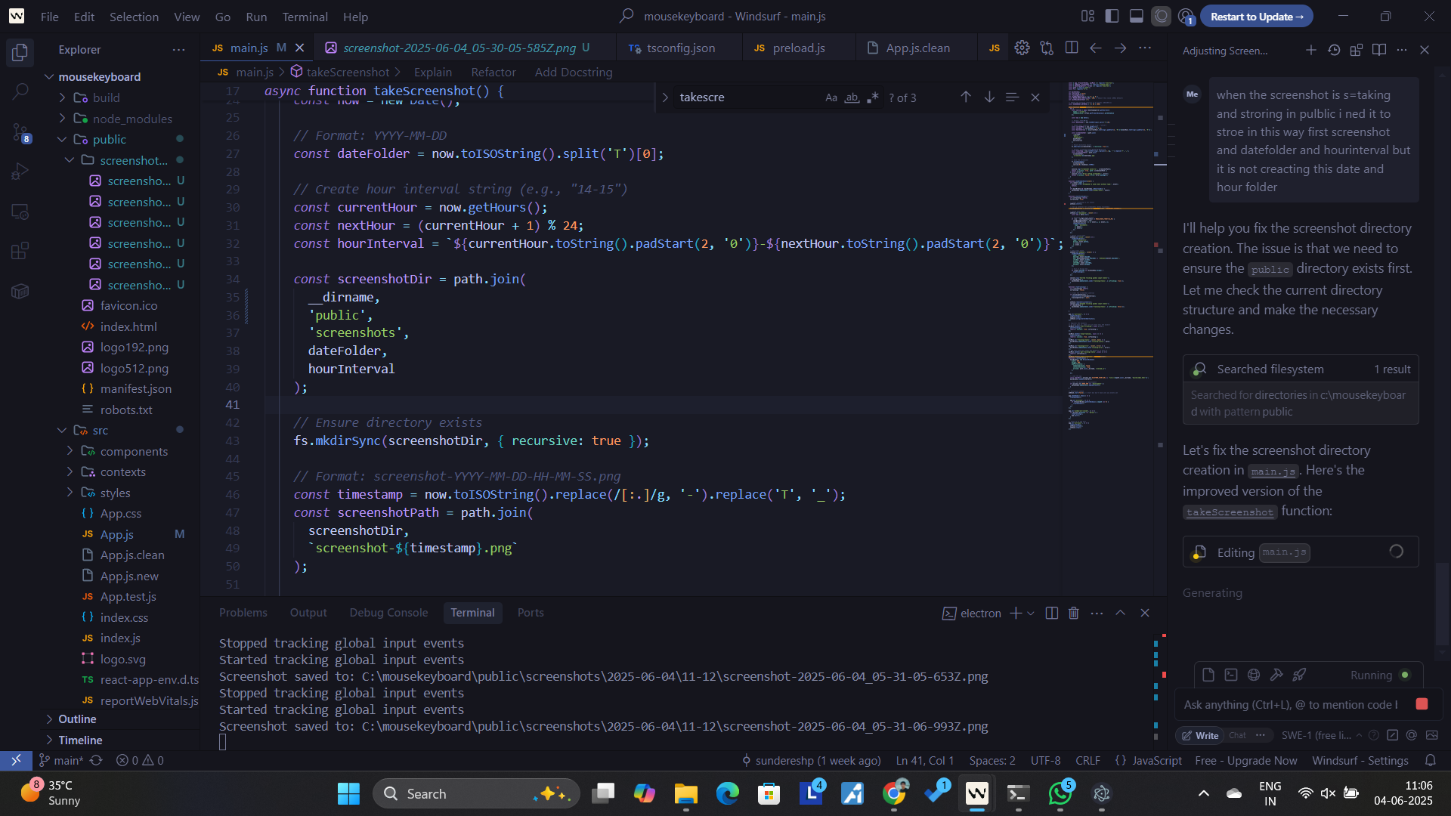 File Edit Selection View Go Run Terminal Help
mousekeyboard - Windsurf - main.js
1
Restart to Update →
Explorer
mousekeyboard
build
node_modules
public
screenshot...
screensho... U
screensho... U
screensho... U
screensho... U
screensho... U
screensho... U
favicon.ico
index.html
logo192.png
logo512.png
manifest.json
robots.txt
src
components
contexts
styles
App.css
App.js M
App.js.clean
App.js.new
App.test.js
index.css
index.js
logo.svg
react-app-env.d.ts
reportWebVitals.js
Outline
Timeline
8
JS main.js M
screenshot-2025-06-04_05-30-05-585Z.png U
tsconfig.json
JS preload.js
App.js.clean
JS
JS main.js > takeScreenshot > Explain Refactor Add Docstring
takescre
Aa ab .* ? of 3
17 async function takeScreenshot() {
24 const now = new Date();
25
26 // Format: YYYY-MM-DD
27 const dateFolder = now.toISOString().split('T')[0];
28
29 // Create hour interval string (e.g., "14-15")
30 const currentHour = now.getHours();
31 const nextHour = (currentHour + 1) % 24;
32 const hourInterval = `${currentHour.toString().padStart(2, '0')}-${nextHour.toString().padStart(2, '0')}`;
33
34 const screenshotDir = path.join(
35 __dirname,
36 'public',
37 'screenshots',
38 dateFolder,
39 hourInterval
40 );
41
42 // Ensure directory exists
43 fs.mkdirSync(screenshotDir, { recursive: true });
44
45 // Format: screenshot-YYYY-MM-DD-HH-MM-SS.png
46 const timestamp = now.toISOString().replace(/[:.]/g, '-').replace('T', '_');
47 const screenshotPath = path.join(
48 screenshotDir,
49 `screenshot-${timestamp}.png`
50 );
51
Problems Output Debug Console Terminal Ports
electron
Stopped tracking global input events
Started tracking global input events
Screenshot saved to: C:\mousekeyboard\public\screenshots\2025-06-04\11-12\screenshot-2025-06-04_05-31-05-653Z.png
Stopped tracking global input events
Started tracking global input events
Screenshot saved to: C:\mousekeyboard\public\screenshots\2025-06-04\11-12\screenshot-2025-06-04_05-31-06-993Z.png
Adjusting Screen...
Me
when the screenshot is s=taking
and stroring in publlc i ned it to
stroe in this way first screenshot
and datefolder and hourinterval but
it is not creacting this date and
hour folder
I'll help you fix the screenshot directory
creation. The issue is that we need to
ensure the public directory exists first.
Let me check the current directory
structure and make the necessary
changes.
Searched filesystem 1 result
Searched for directories in c:\mousekeyboar
d with pattern public
Let's fix the screenshot directory
creation in main.js. Here's the
improved version of the
takeScreenshot function:
Editing main.js
Generating
Running
Ask anything (Ctrl+L), @ to mention code l
Write Chat SWE-1 (free li...
main* 0 0
sundereshp (1 week ago) Ln 41, Col 1 Spaces: 2 UTF-8 CRLF { } JavaScript Free - Upgrade Now Windsurf - Settings
8
35°C
Sunny
Search
4
1
5
ENG
IN
11:06
04-06-2025